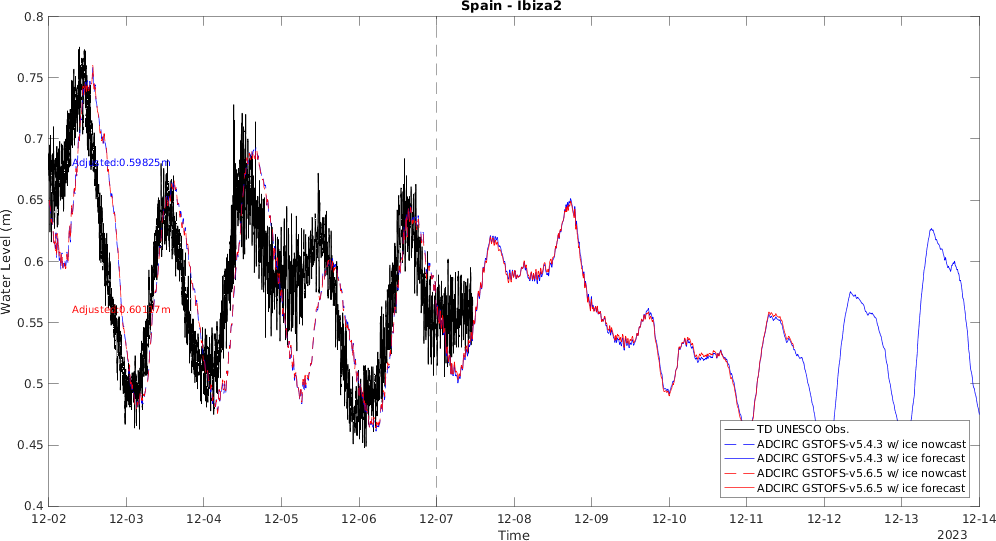 Spain - Ibiza2
0.8
0.75
0.7
0.65
0.6
0.55
0.5
0.45
0.4
Water Level (m)
Adjusted:0.59825m
TD UNESCO Obs.
ADCIRC GSTOFS-v5.4.3 w/ ice nowcast
ADCIRC GSTOFS-v5.4.3 w/ ice forecast
ADCIRC GSTOFS-v5.6.5 w/ ice nowcast
ADCIRC GSTOFS-v5.6.5 w/ ice forecast
12-02 12-03 12-04 12-05 12-06 12-07 12-08 12-09 12-10 12-11 12-12 12-13 12-14
Time
2023